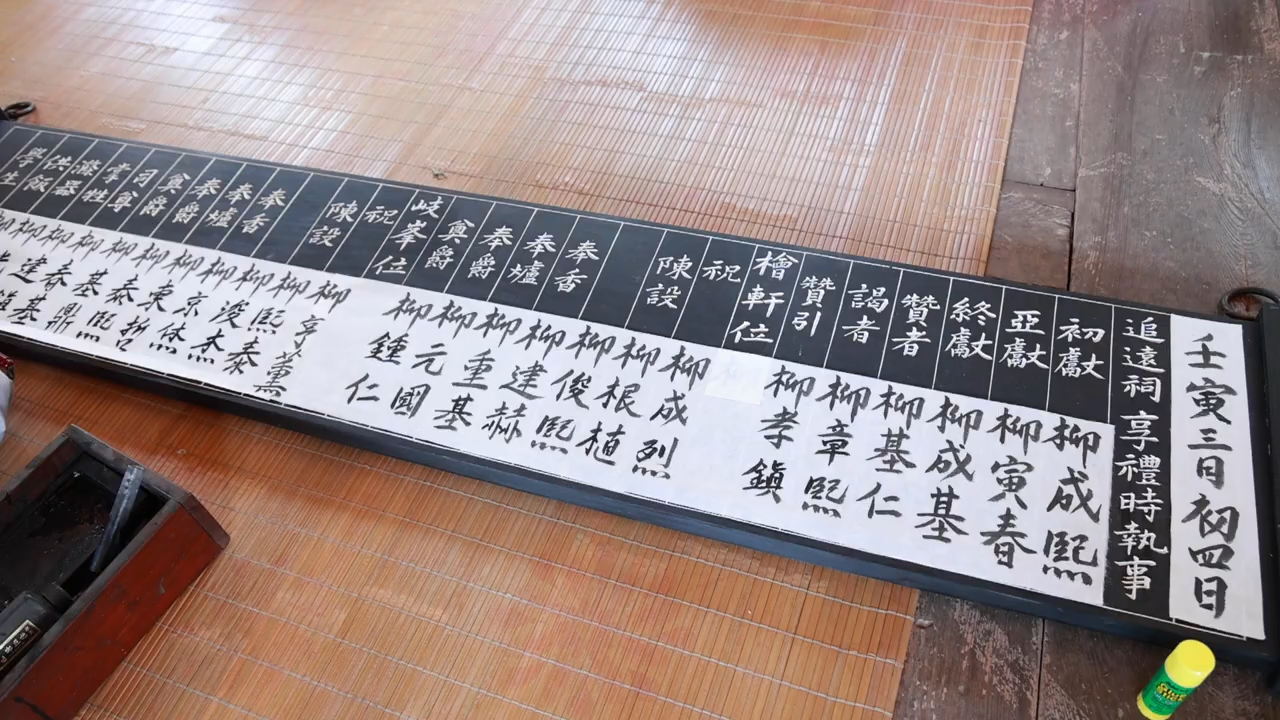 壬寅三日初四日
追遠祠享禮時執事
初獻 柳成熙
亞獻 柳寅春
終獻 柳成基
贊者 柳基仁
謁者 柳章熙
贊引 柳孝鎭
檜軒位
祝 柳成烈
陳設 柳根植
柳俊熙
奉香 柳建赫
奉爐 柳重基
奉爵 柳元國
奠爵 柳鍾仁
岐峯位
祝 柳亨薰
陳設 柳熙泰
柳浚杰
奉香 柳京烋
奉爐 柳東哲
奉爵 柳泰熙
奠爵 柳基鼎
司尊 柳春基
掌牲 柳建
滌器 柳
供飯
學生